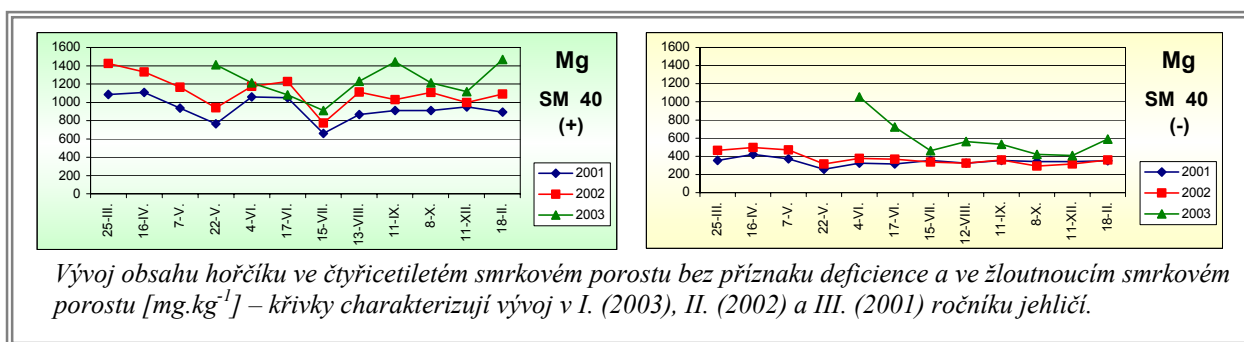 Mg
SM 40
(+)
1600
1400
1200
1000
800
600
400
200
0
25-III.
16-IV.
7-V.
22-V.
4-VI.
17-VI.
15-VII.
13-VIII.
11-IX.
8-X.
11-XII.
18-II.
2001
2002
2003
Mg
SM 40
(-)
1600
1400
1200
1000
800
600
400
200
0
25-III.
16-IV.
7-V.
22-V.
4-VI.
17-VI.
15-VII.
12-VIII.
11-IX.
8-X.
11-XII.
18-II.
2001
2002
2003
Vývoj obsahu hořčíku ve čtyřicetiletém smrkovém porostu bez příznaku deficience a ve žloutnoucím smrkovém
porostu [mg.kg⁻¹] – křivky charakterizují vývoj v I. (2003), II. (2002) a III. (2001) ročníku jehličí.